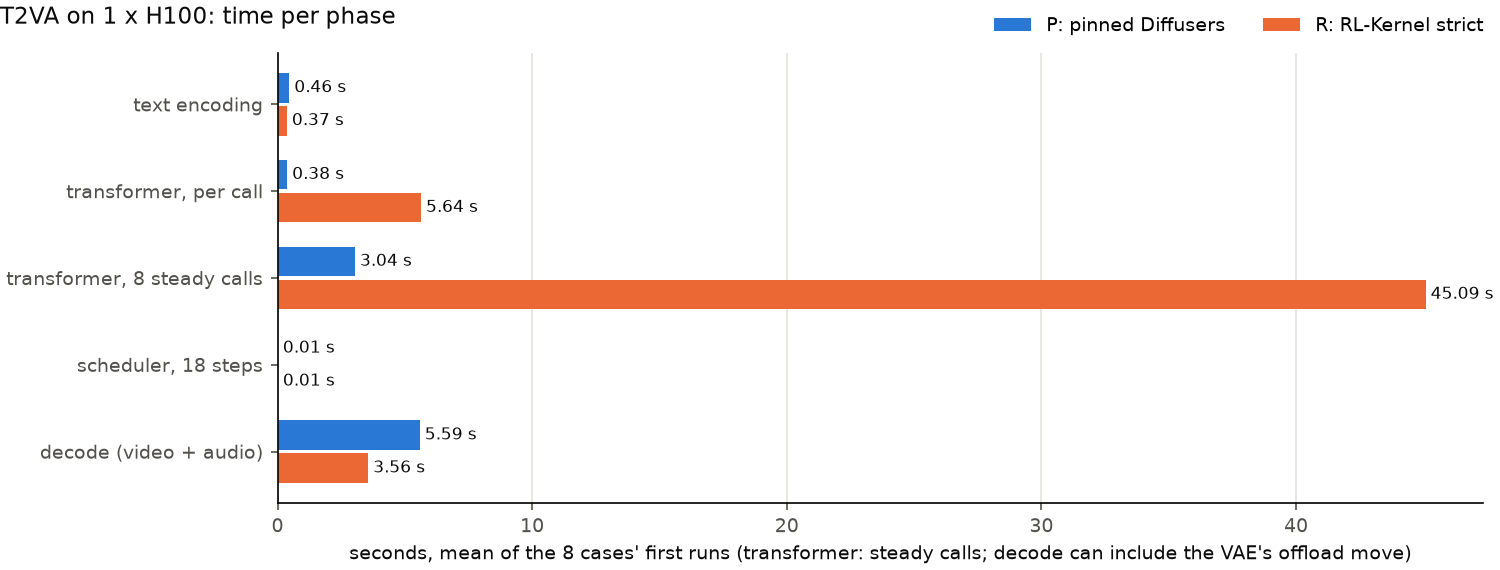 T2VA on 1 x H100: time per phase
P: pinned Diffusers
R: RL-Kernel strict
text encoding
0.46 s
0.37 s
transformer, per call
0.38 s
5.64 s
transformer, 8 steady calls
3.04 s
45.09 s
scheduler, 18 steps
0.01 s
0.01 s
decode (video + audio)
5.59 s
3.56 s
0 10 20 30 40
seconds, mean of the 8 cases' first runs (transformer: steady calls; decode can include the VAE's offload move)